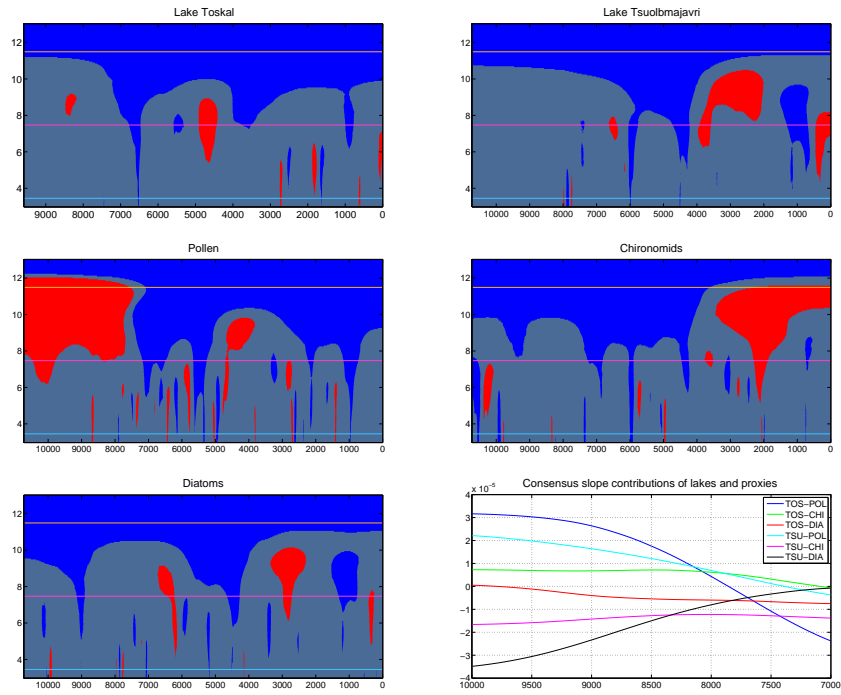 Lake Toskal
12
10
8
6
4
9000 8000 7000 6000 5000 4000 3000 2000 1000 0
Lake Tsuolbmajavri
12
10
8
6
4
10000 9000 8000 7000 6000 5000 4000 3000 2000 1000 0
Pollen
12
10
8
6
4
10000 9000 8000 7000 6000 5000 4000 3000 2000 1000 0
Chironomids
12
10
8
6
4
10000 9000 8000 7000 6000 5000 4000 3000 2000 1000 0
Diatoms
12
10
8
6
4
10000 9000 8000 7000 6000 5000 4000 3000 2000 1000 0
Consensus slope contributions of lakes and proxies
x 10⁻⁵
4
3
2
1
0
−1
−2
−3
−4
10000 9500 9000 8500 8000 7500 7000
TOS−POL
TOS−CHI
TOS−DIA
TSU−POL
TSU−CHI
TSU−DIA